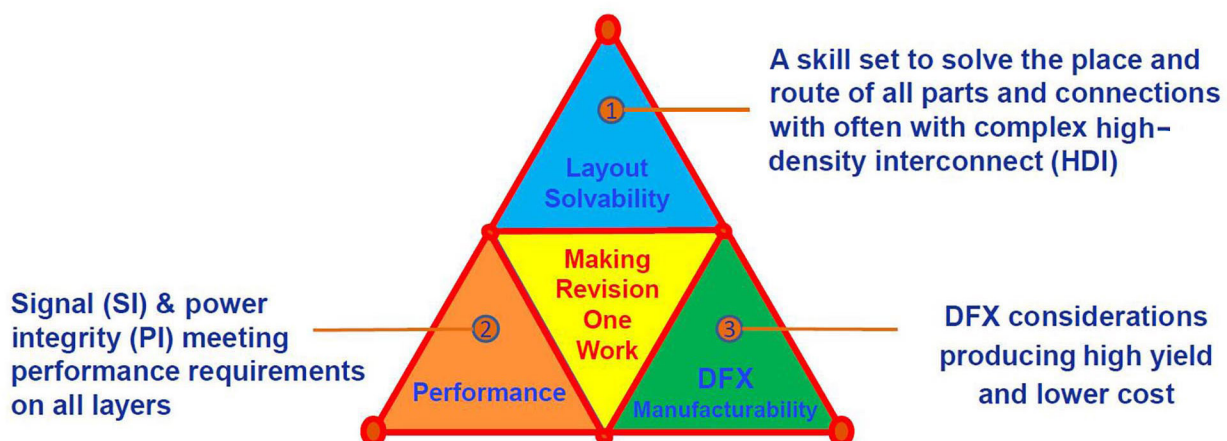 A skill set to solve the place and
route of all parts and connections
with often with complex high-
density interconnect (HDI)
1
Layout
Solvability
Making
Revision
One
Work
Signal (SI) & power
integrity (PI) meeting
performance requirements
on all layers
2
Performance
3
DFX
Manufacturability
DFX considerations
producing high yield
and lower cost